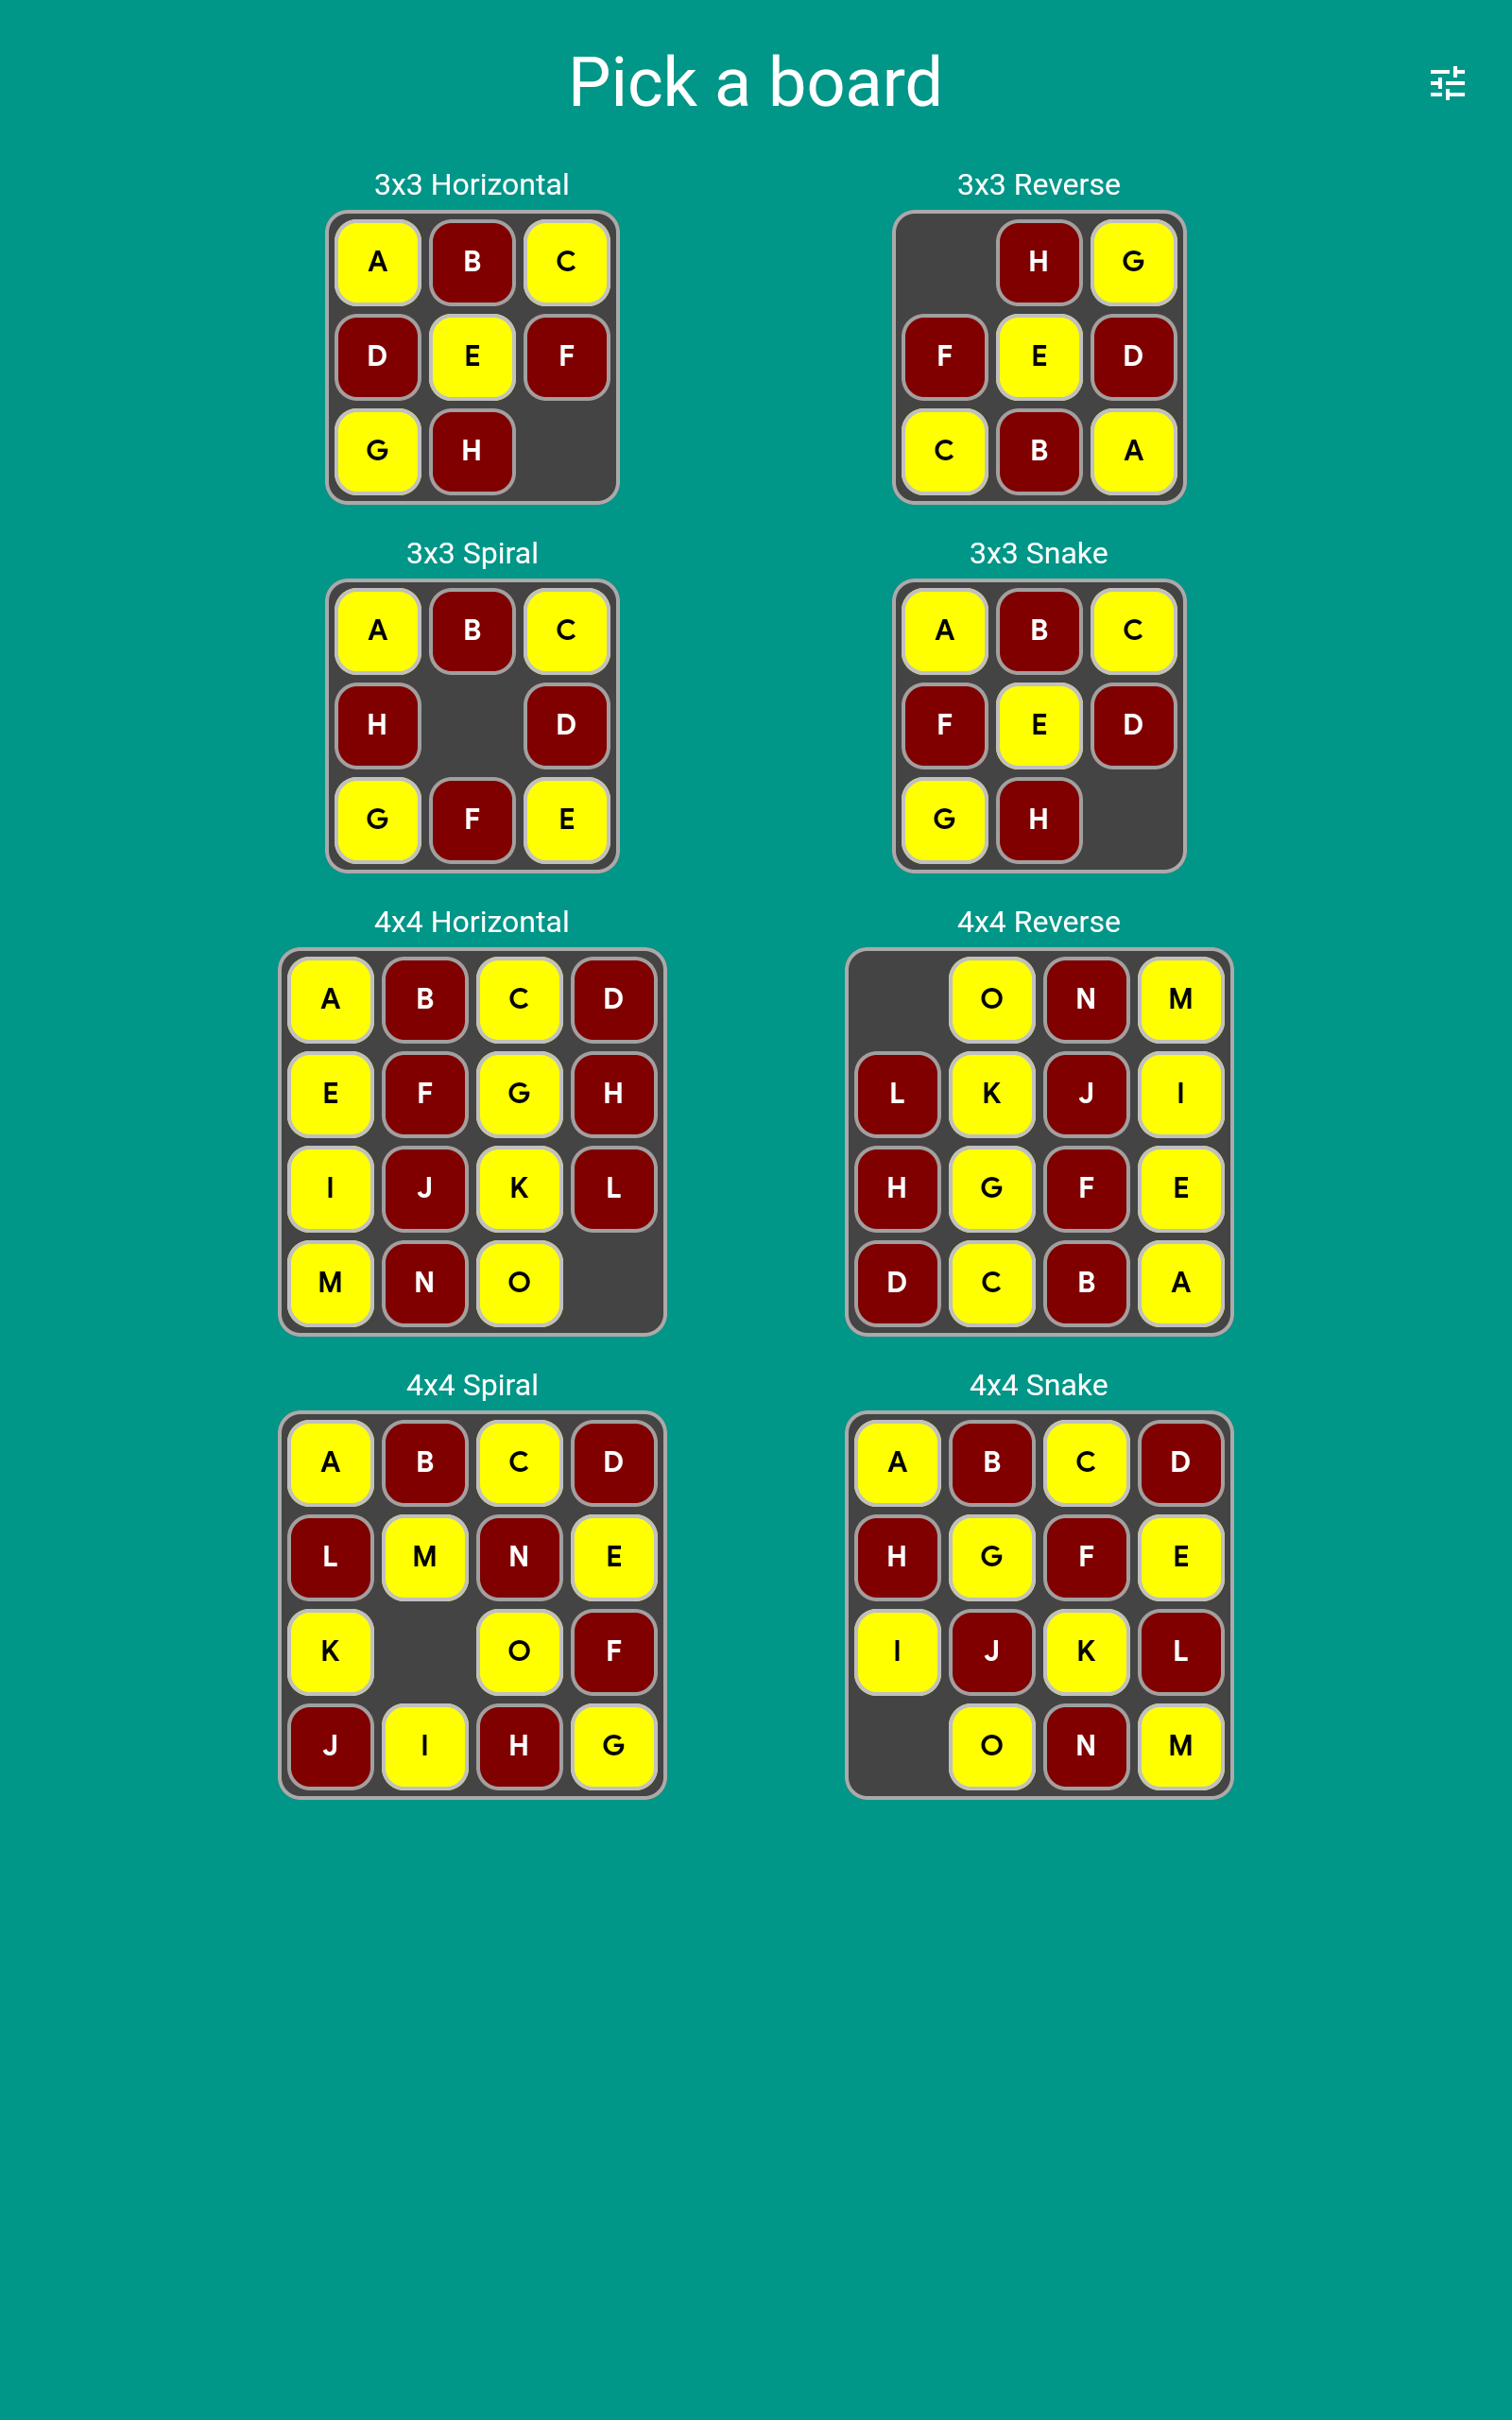 Pick a board
3x3 Horizontal
A B C
D E F
G H
3x3 Reverse
H G
F E D
C B A
3x3 Spiral
A B C
H D
G F E
3x3 Snake
A B C
F E D
G H
4x4 Horizontal
A B C D
E F G H
I J K L
M N O
4x4 Reverse
O N M
L K J I
H G F E
D C B A
4x4 Spiral
A B C D
L M N E
K O F
J I H G
4x4 Snake
A B C D
H G F E
I J K L
O N M